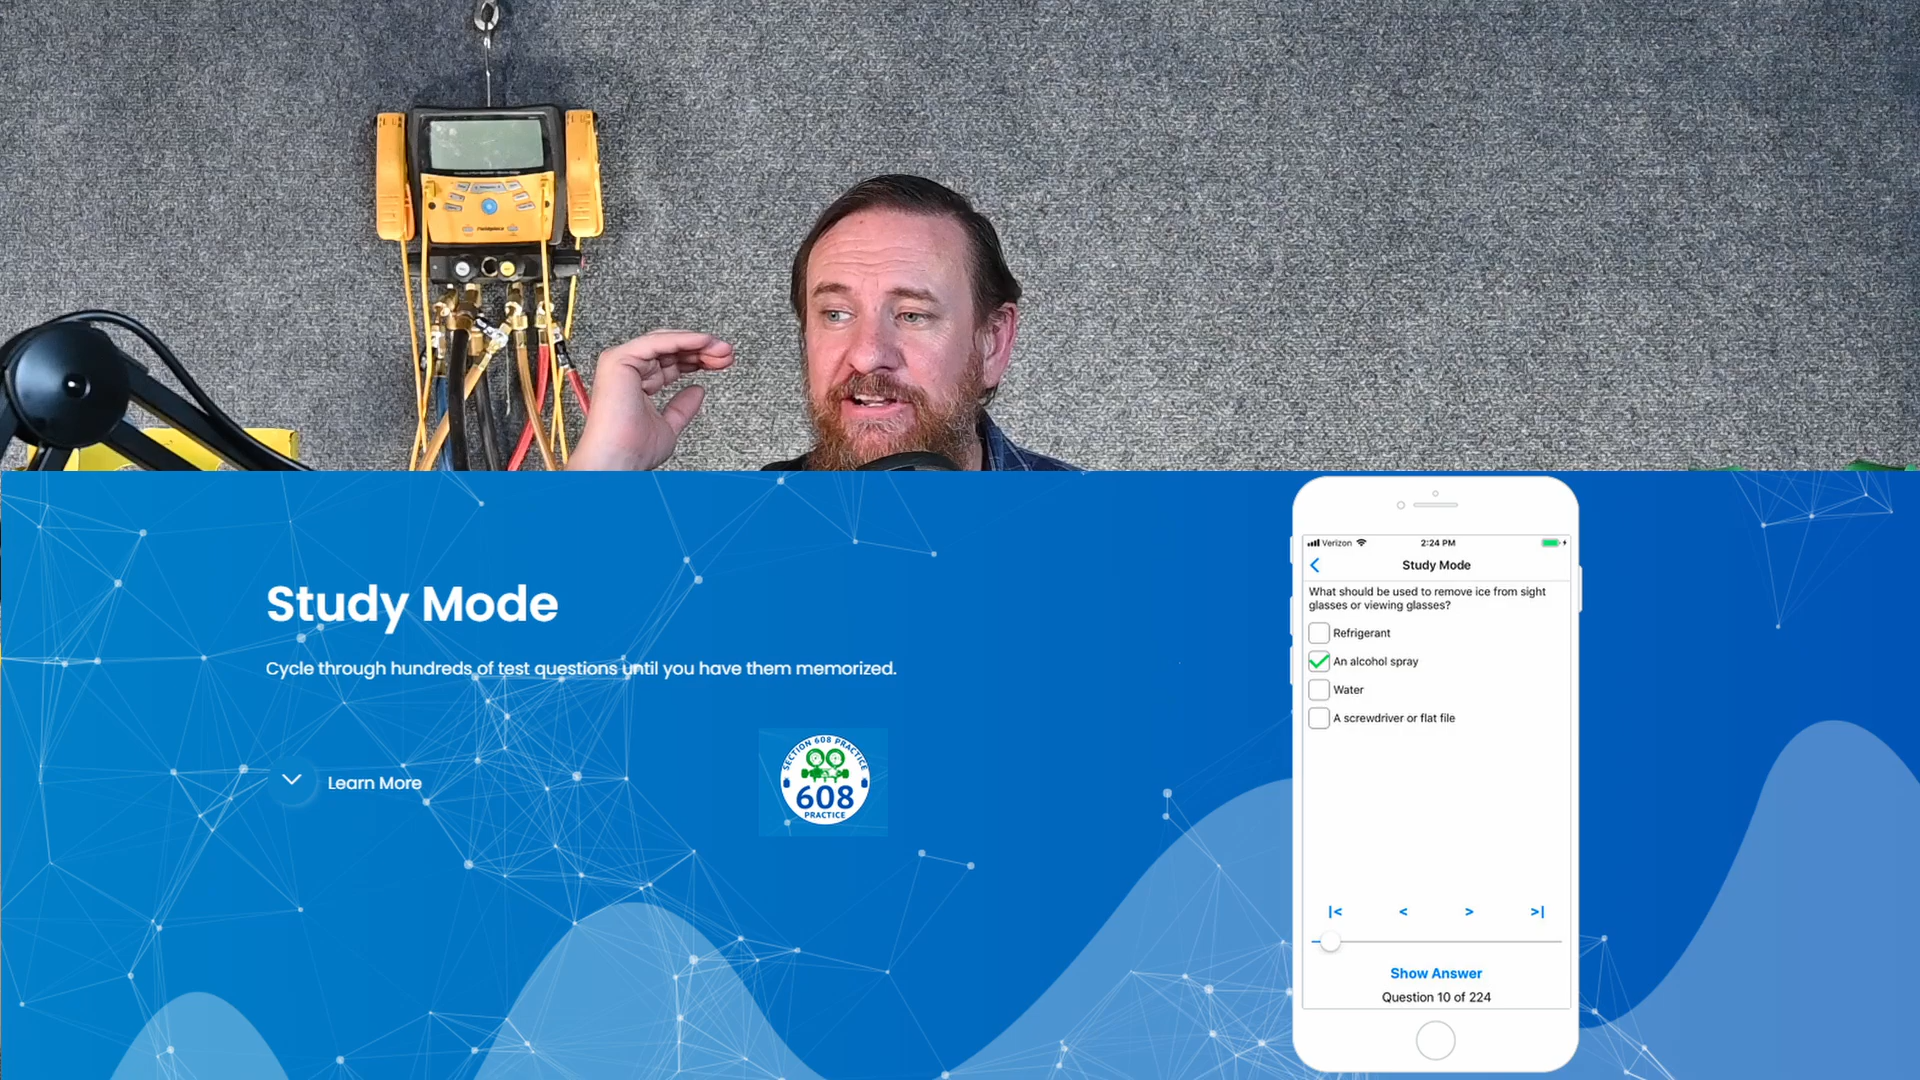 Fieldpiece
Study Mode
Cycle through hundreds of test questions until you have them memorized.
Learn More
SECTION 608 PRACTICE
608
PRACTICE
Verizon
2:24 PM
Study Mode
What should be used to remove ice from sight
glasses or viewing glasses?
Refrigerant
An alcohol spray
Water
A screwdriver or flat file
|<
<
>
>|
Show Answer
Question 10 of 224